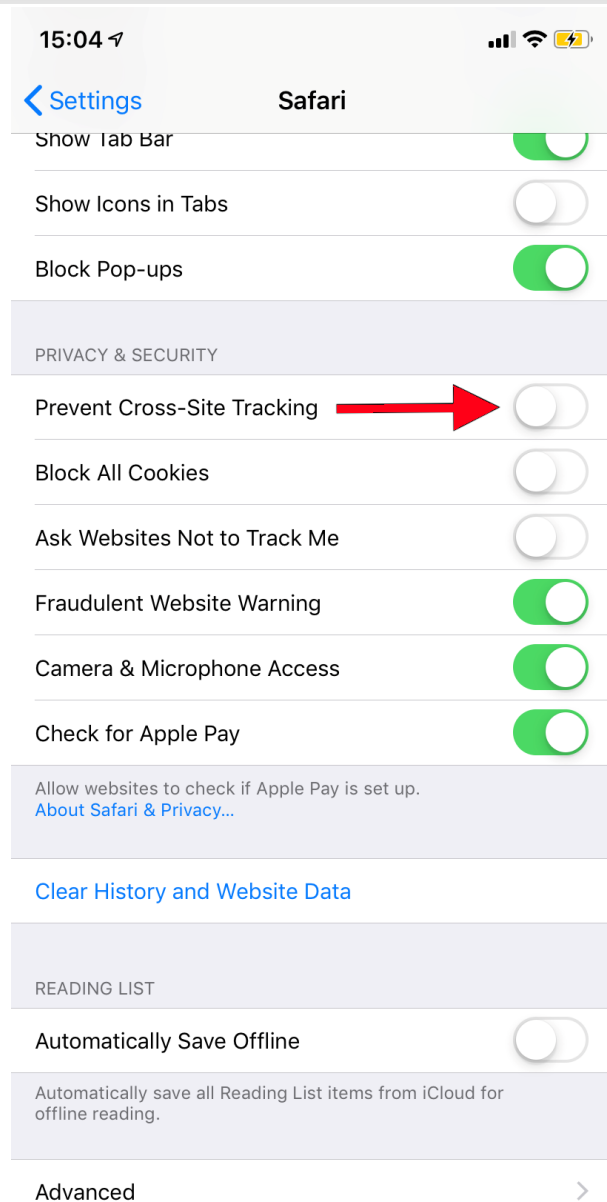 15:04
Settings
Safari
Show Tab Bar
Show Icons in Tabs
Block Pop-ups
PRIVACY & SECURITY
Prevent Cross-Site Tracking
Block All Cookies
Ask Websites Not to Track Me
Fraudulent Website Warning
Camera & Microphone Access
Check for Apple Pay
Allow websites to check if Apple Pay is set up.
About Safari & Privacy...
Clear History and Website Data
READING LIST
Automatically Save Offline
Automatically save all Reading List items from iCloud for
offline reading.
Advanced